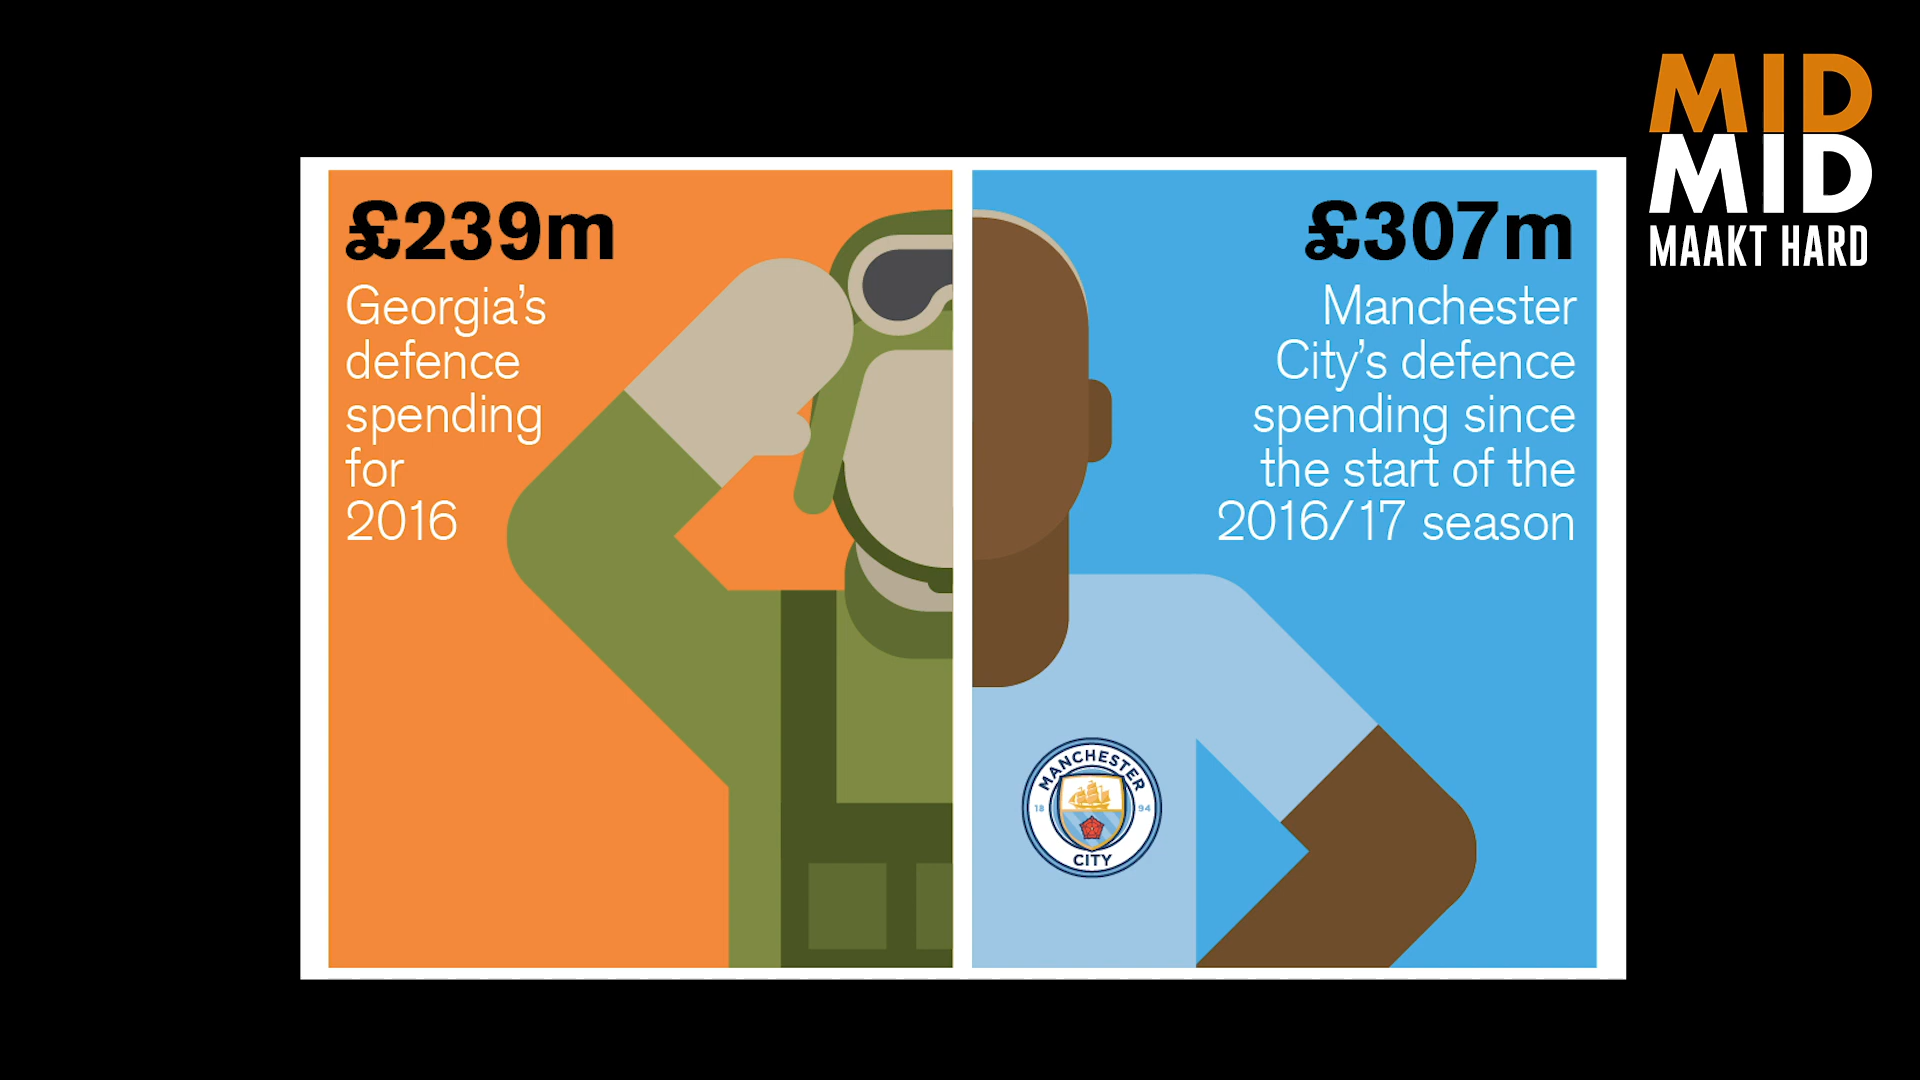 £239m
Georgia's
defence
spending
for
2016
£307m
Manchester
City's defence
spending since
the start of the
2016/17 season
MANCHESTER
18 94
CITY
MID
MID
MAAKT HARD